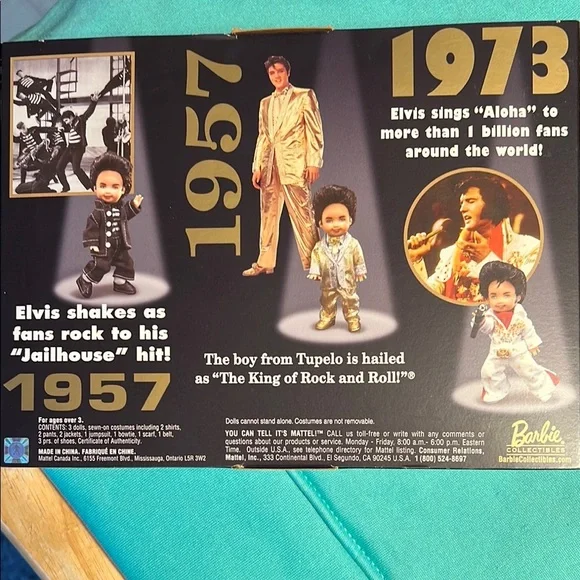 1957
1973
Elvis sings "Aloha" to
more than 1 billion fans
around the world!
Elvis shakes as
fans rock to his
"Jailhouse" hit!
1957
The boy from Tupelo is hailed
as "The King of Rock and Roll!"®
For ages over 3.
CONTENTS: 3 dolls, sewn-on costumes including 2 shirts,
2 pants, 2 jackets, 1 jumpsuit, 1 bowtie, 1 scarf, 1 belt,
3 prs. of shoes. Certificate of Authenticity.
MADE IN CHINA. FABRIQUÉ EN CHINE.
Mattel Canada Inc., 6155 Freemont Blvd., Mississauga, Ontario L5R 3W2
Dolls cannot stand alone. Costumes are not removable.
YOU CAN TELL IT'S MATTEL!™ CALL us toll-free or write with any comments or
questions about our products or service. Monday - Friday, 8:00 a.m. - 6:00 p.m. Eastern
Time. Outside U.S.A., see telephone directory for Mattel listing. Consumer Relations,
Mattel, Inc., 333 Continental Blvd., El Segundo, CA 90245 U.S.A. 1 (800) 524-8697
Barbie
COLLECTIBLES
BarbieCollectibles.com